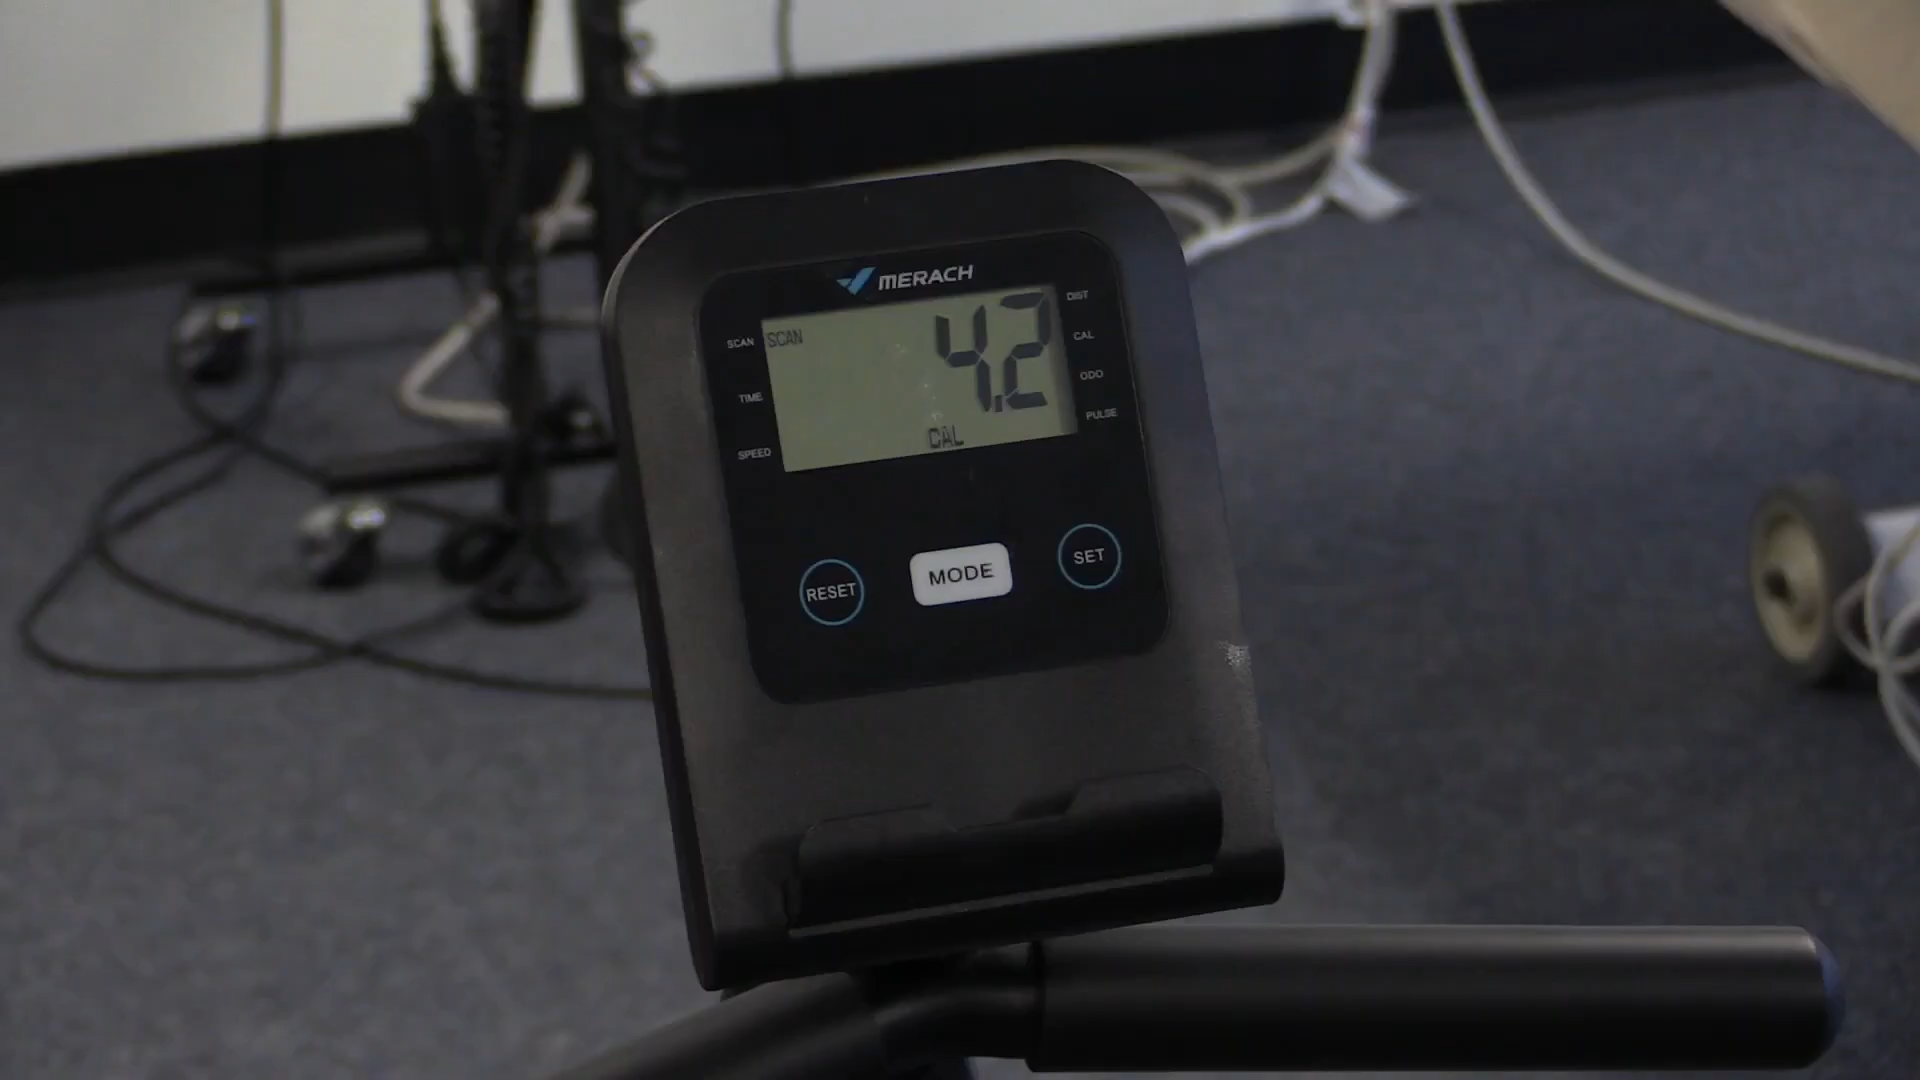 MERACH
SCAN
TIME
SPEED
SCAN
4.2
CAL
DIST
CAL
ODO
PULSE
RESET
MODE
SET